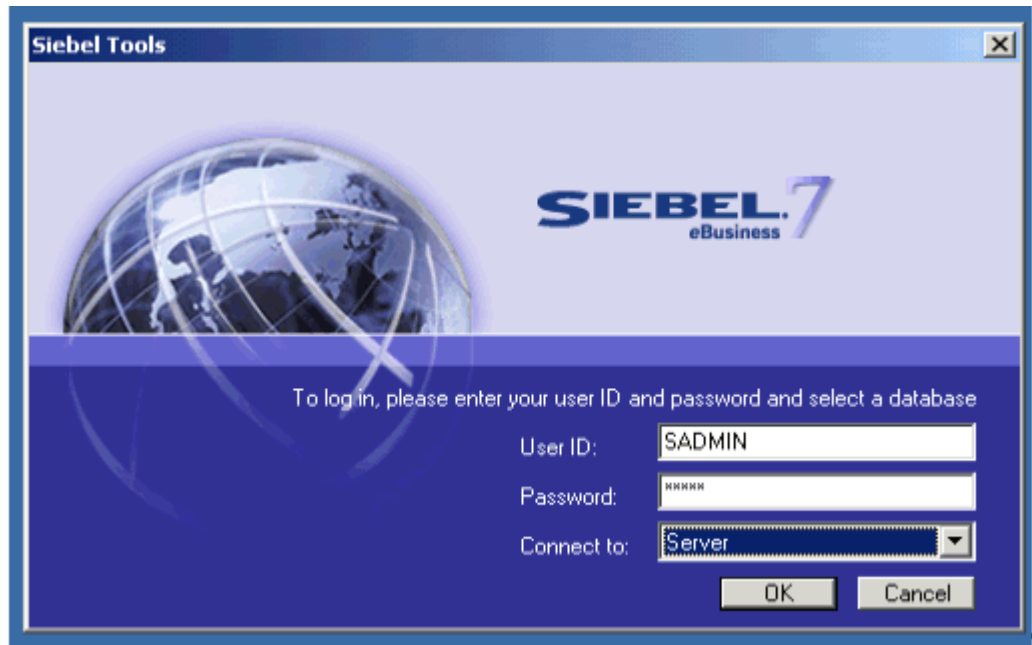 Siebel Tools
SIEBEL. 7
eBusiness
To log in, please enter your user ID and password and select a database
User ID:
SADMIN
Password:
*****
Connect to:
Server
OK
Cancel